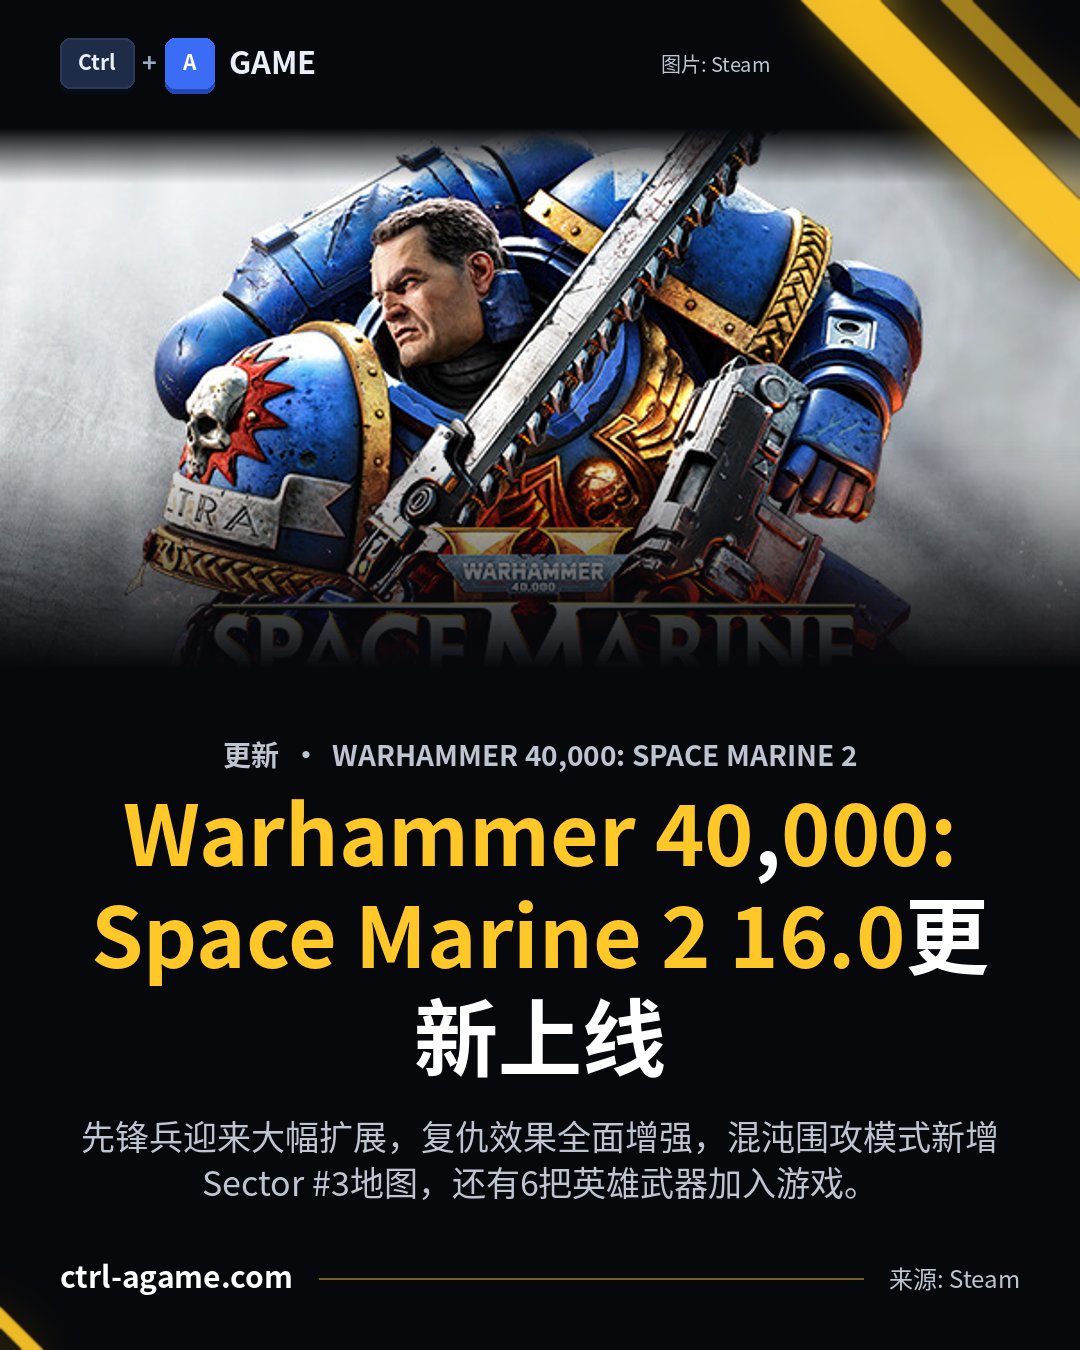 Ctrl + A GAME
图片: Steam
TRA
WARHAMMER
40,000
SPACE MARINE
更新 • WARHAMMER 40,000: SPACE MARINE 2
Warhammer 40,000:
Space Marine 2 16.0更
新上线
先锋兵迎来大幅扩展，复仇效果全面增强，混沌围攻模式新增
Sector #3地图，还有6把英雄武器加入游戏。
ctrl-agame.com
来源: Steam